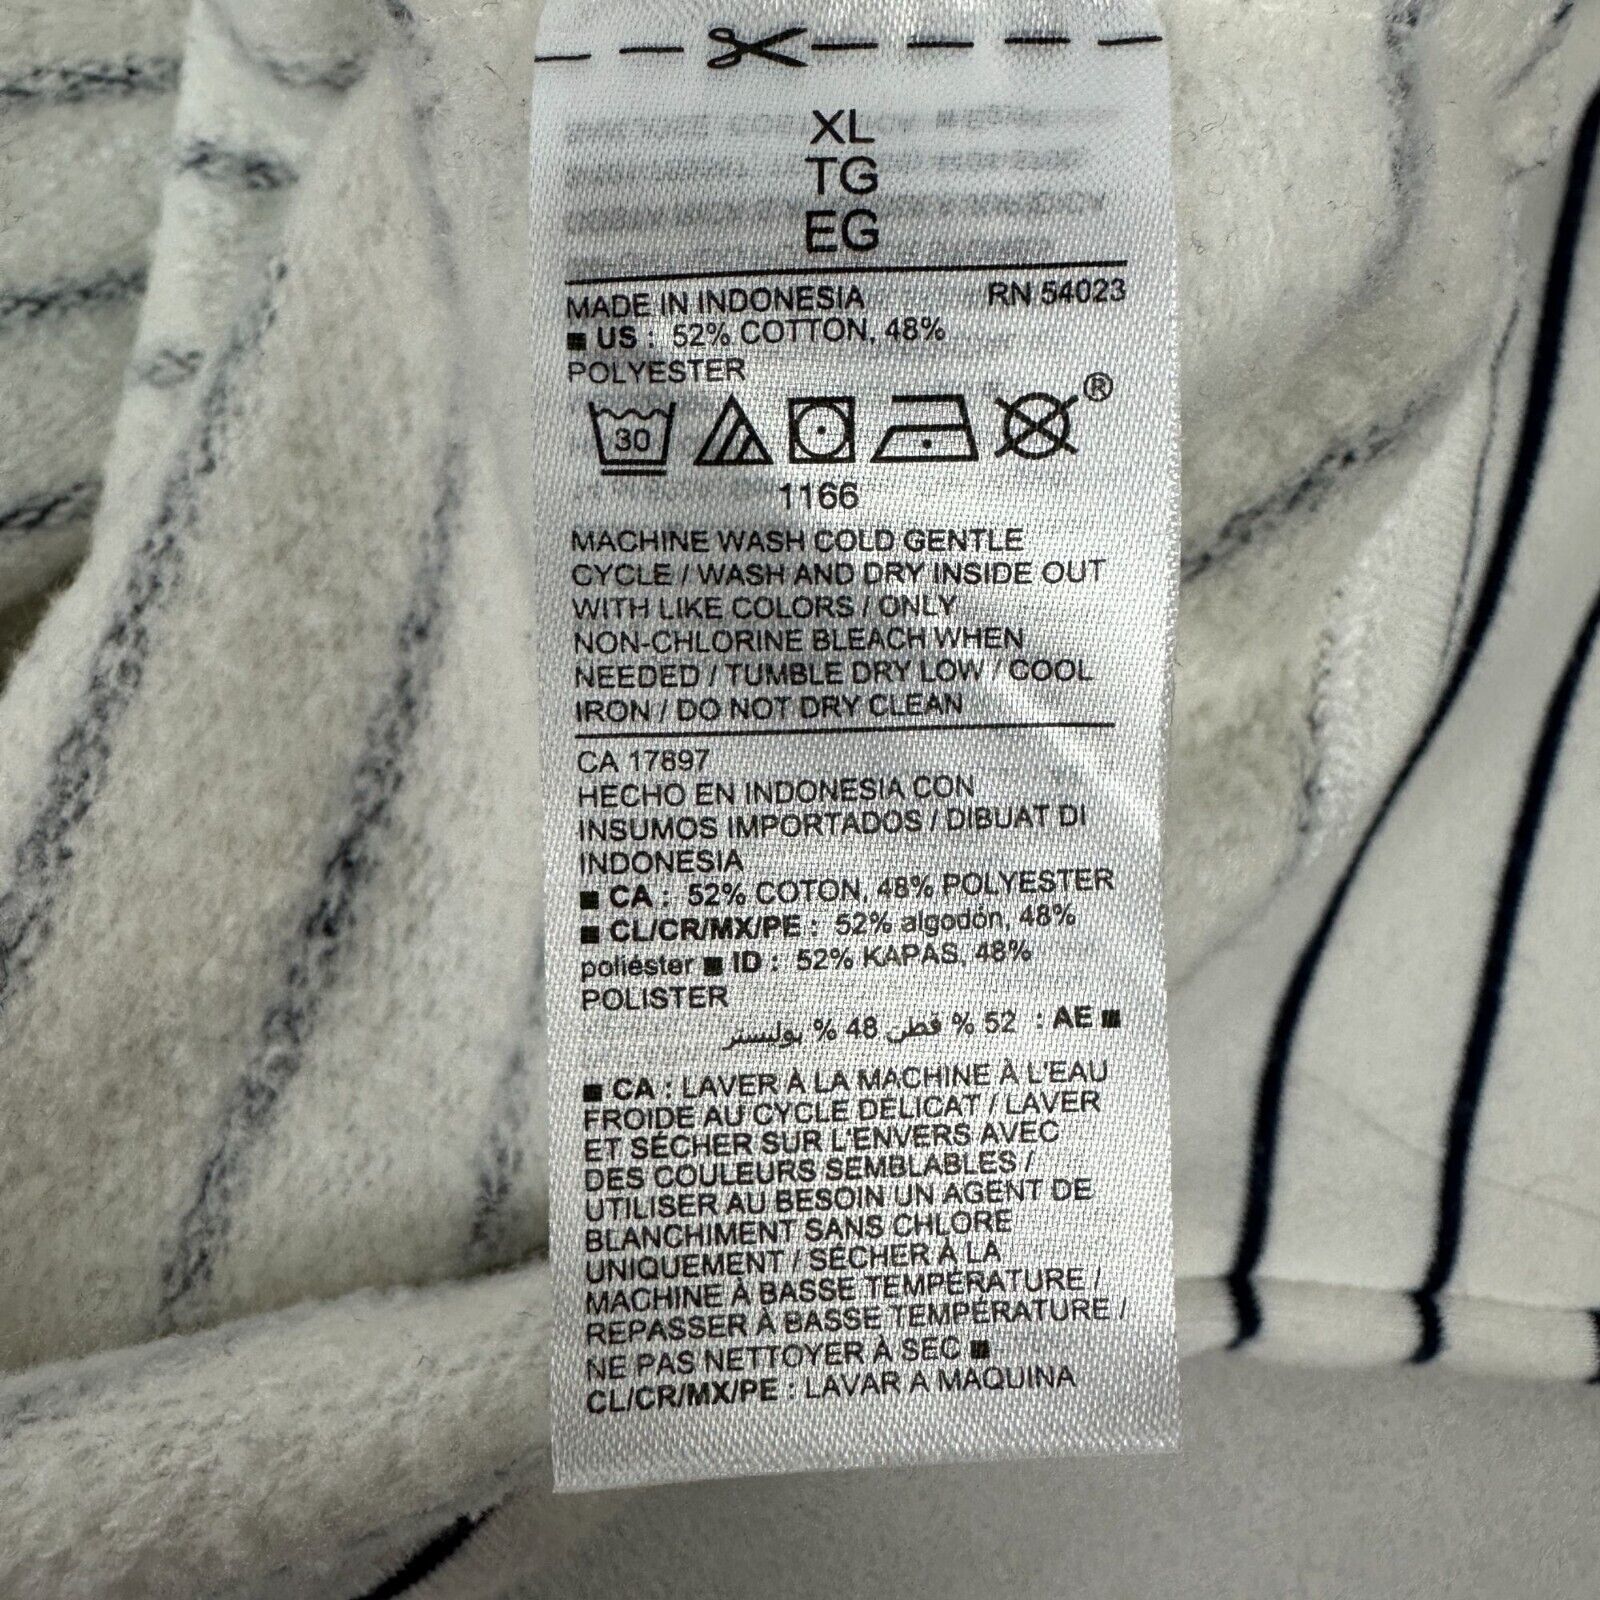 XL
TG
EG
MADE IN INDONESIA RN 54023
■ US : 52% COTTON, 48%
POLYESTER
30 ®
1166
MACHINE WASH COLD GENTLE
CYCLE / WASH AND DRY INSIDE OUT
WITH LIKE COLORS / ONLY
NON-CHLORINE BLEACH WHEN
NEEDED / TUMBLE DRY LOW / COOL
IRON / DO NOT DRY CLEAN
CA 17897
HECHO EN INDONESIA CON
INSUMOS IMPORTADOS / DIBUAT DI
INDONESIA
■ CA : 52% COTON, 48% POLYESTER
■ CL/CR/MX/PE : 52% algodón, 48%
poliéster ■ ID : 52% KAPAS, 48%
POLISTER
■ AE : 52 % قطن 48 % بوليستر
■ CA : LAVER À LA MACHINE À L'EAU
FROIDE AU CYCLE DÉLICAT / LAVER
ET SÉCHER SUR L'ENVERS AVEC
DES COULEURS SEMBLABLES /
UTILISER AU BESOIN UN AGENT DE
BLANCHIMENT SANS CHLORE
UNIQUEMENT / SÉCHER À LA
MACHINE À BASSE TEMPÉRATURE /
REPASSER À BASSE TEMPÉRATURE /
NE PAS NETTOYER À SEC ■
CL/CR/MX/PE : LAVAR A MAQUINA